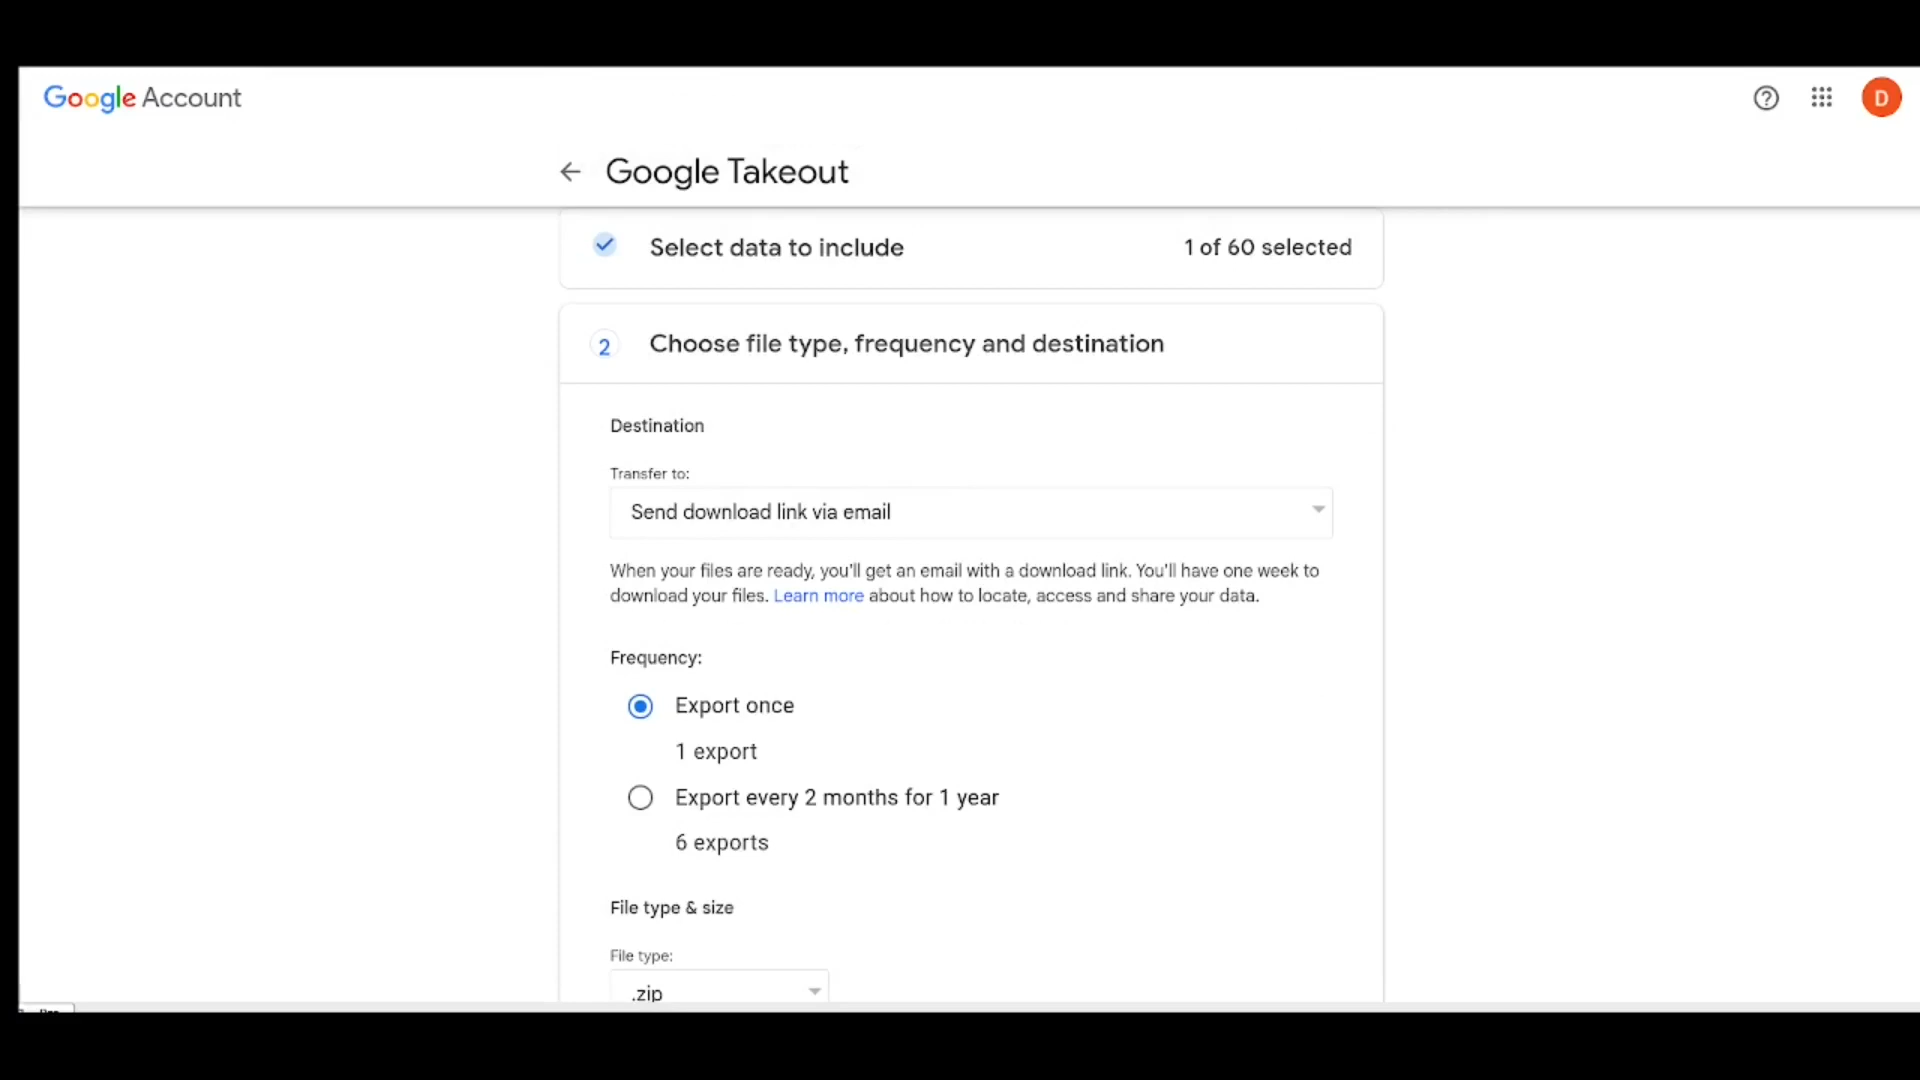 Google Account
D
Google Takeout
Select data to include
1 of 60 selected
2
Choose file type, frequency and destination
Destination
Transfer to:
Send download link via email
When your files are ready, you'll get an email with a download link. You'll have one week to
download your files. Learn more about how to locate, access and share your data.
Frequency:
Export once
1 export
Export every 2 months for 1 year
6 exports
File type & size
File type:
.zip